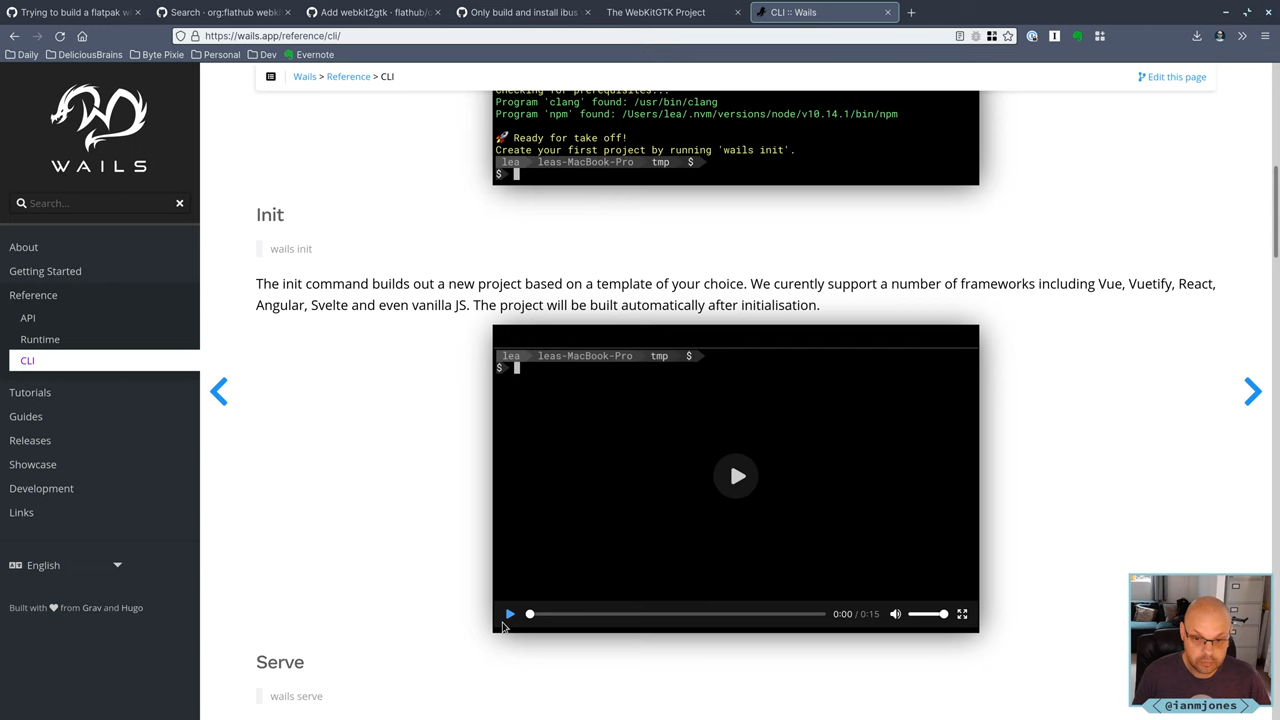 Trying to build a flatpak w
Search · org:flathub webki
Add webkit2gtk · flathub/
Only build and install ibus
The WebKitGTK Project
CLI :: Wails
https://wails.app/reference/cli/
Daily
DeliciousBrains
Byte Pixie
Personal
Dev
Evernote
WAILS
Search...
About
Getting Started
Reference
API
Runtime
CLI
Tutorials
Guides
Releases
Showcase
Development
Links
English
Built with ♥ from Grav and Hugo
Wails > Reference > CLI
Edit this page
Checking for prerequisites...
Program 'clang' found: /usr/bin/clang
Program 'npm' found: /Users/lea/.nvm/versions/node/v10.14.1/bin/npm
🚀 Ready for take off!
Create your first project by running 'wails init'.
lea leas-MacBook-Pro tmp $
$
Init
wails init
The init command builds out a new project based on a template of your choice. We curently support a number of frameworks including Vue, Vuetify, React,
Angular, Svelte and even vanilla JS. The project will be built automatically after initialisation.
lea leas-MacBook-Pro tmp $
$
0:00 / 0:15
Serve
wails serve
< @ianmjones >